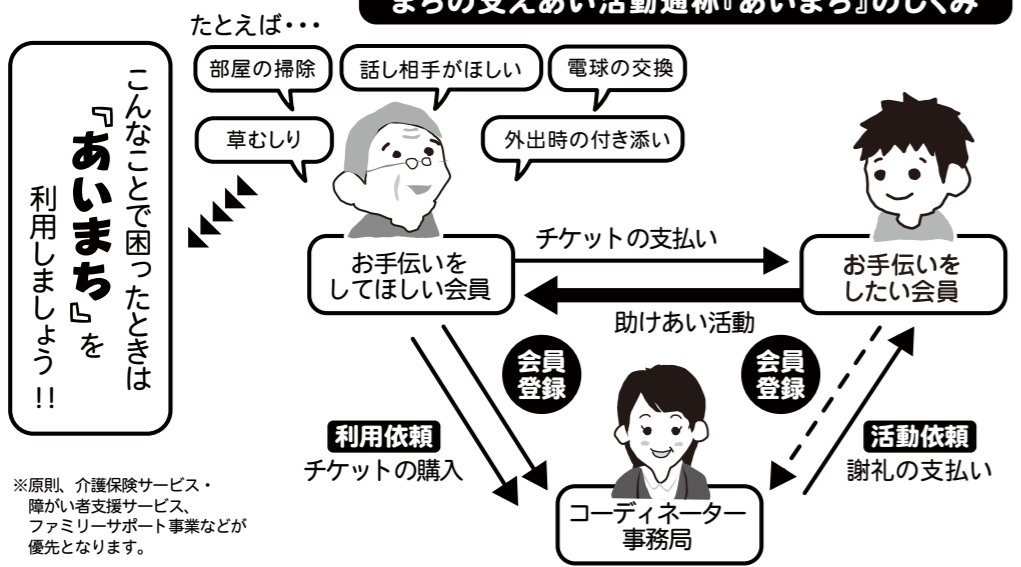 まちの支えあい活動通称『あいまち』のしくみ
たとえば・・・
部屋の掃除
話し相手がほしい
電球の交換
草むしり
外出時の付き添い
こんなことで困ったときは
『あいまち』を
利用しましょう!!
チケットの支払い
お手伝いを
してほしい会員
お手伝いを
したい会員
助けあい活動
会員
登録
会員
登録
利用依頼
チケットの購入
活動依頼
謝礼の支払い
コーディネーター
事務局
※原則、介護保険サービス・
障がい者支援サービス、
ファミリーサポート事業などが
優先となります。